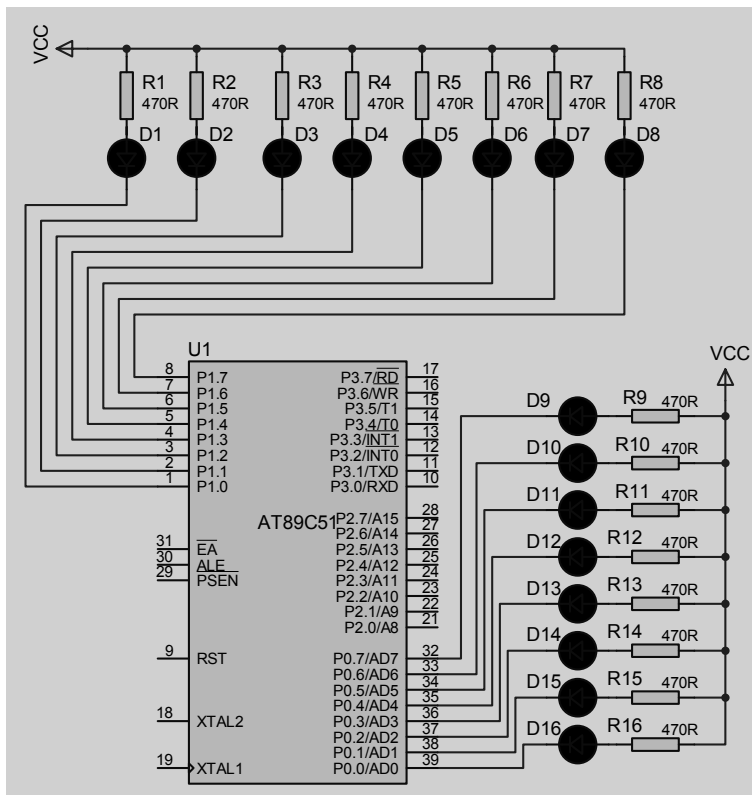 VCC
R1 R2 R3 R4 R5 R6 R7 R8
470R 470R 470R 470R 470R 470R 470R 470R
D1 D2 D3 D4 D5 D6 D7 D8
U1
8 P1.7
7 P1.6
6 P1.5
5 P1.4
4 P1.3
3 P1.2
2 P1.1
1 P1.0
31 EA
30 ALE
29 PSEN
9 RST
18 XTAL2
19 XTAL1
AT89C51
P3.7/RD 17
P3.6/WR 16
P3.5/T1 15
P3.4/T0 14
P3.3/INT1 13
P3.2/INT0 12
P3.1/TXD 11
P3.0/RXD 10
P2.7/A15 28
P2.6/A14 27
P2.5/A13 26
P2.4/A12 25
P2.3/A11 24
P2.2/A10 23
P2.1/A9 22
P2.0/A8 21
P0.7/AD7 32
P0.6/AD6 33
P0.5/AD5 34
P0.4/AD4 35
P0.3/AD3 36
P0.2/AD2 37
P0.1/AD1 38
P0.0/AD0 39
VCC
D9 R9 470R
D10 R10 470R
D11 R11 470R
D12 R12 470R
D13 R13 470R
D14 R14 470R
D15 R15 470R
D16 R16 470R